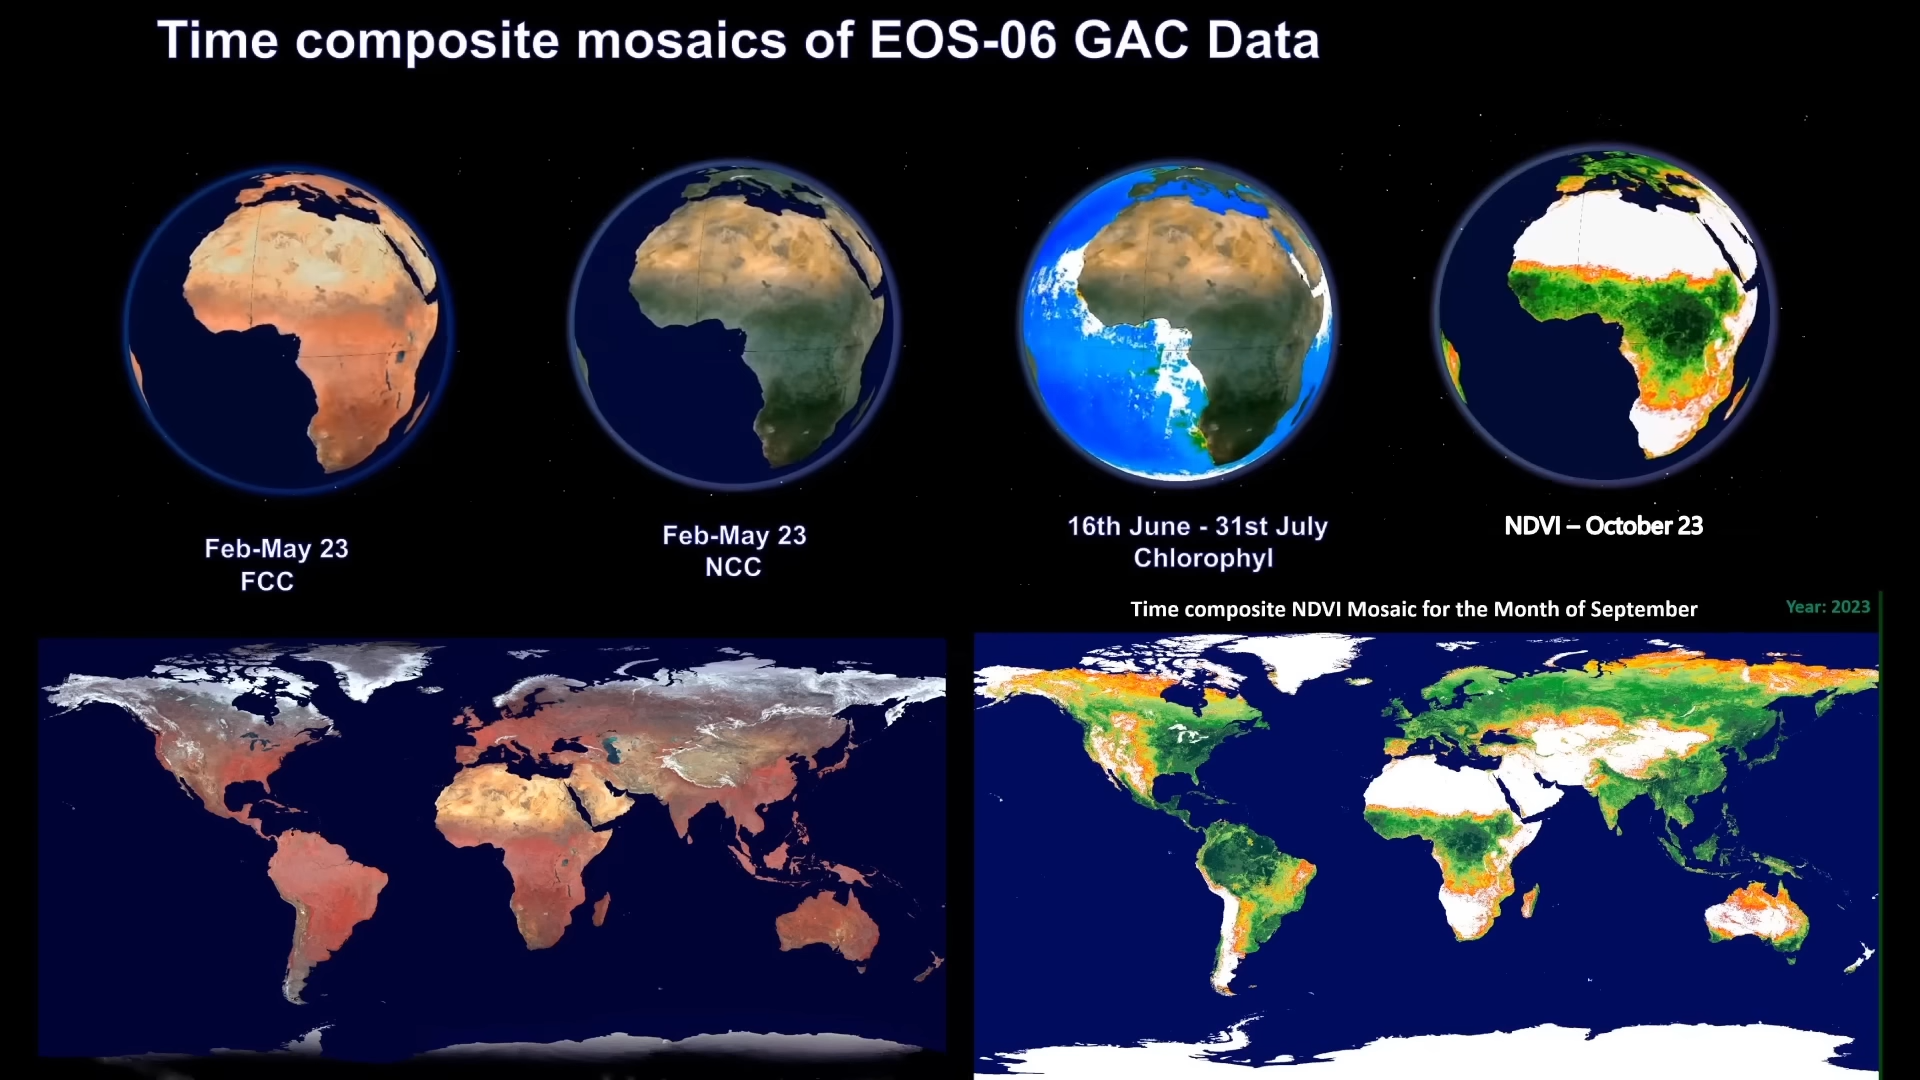 Time composite mosaics of EOS-06 GAC Data
Feb-May 23
FCC
Feb-May 23
NCC
16th June - 31st July
Chlorophyl
NDVI – October 23
Time composite NDVI Mosaic for the Month of September
Year: 2023